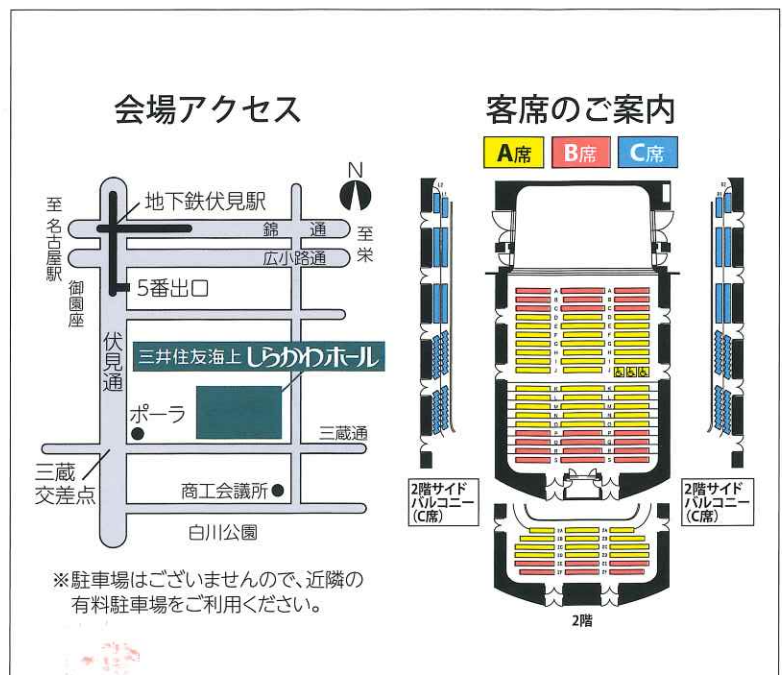 会場アクセス
N
至 名古屋駅
地下鉄伏見駅
錦 通
広小路通
至 栄
5番出口
御園座
伏見通
三井住友海上 しらかわホール
ポーラ
三蔵通
三蔵
交差点
商工会議所
白川公園
※駐車場はございませんので、近隣の
有料駐車場をご利用ください。
客席のご案内
A席 B席 C席
2階サイド
バルコニー
(C席)
2階サイド
バルコニー
(C席)
2階